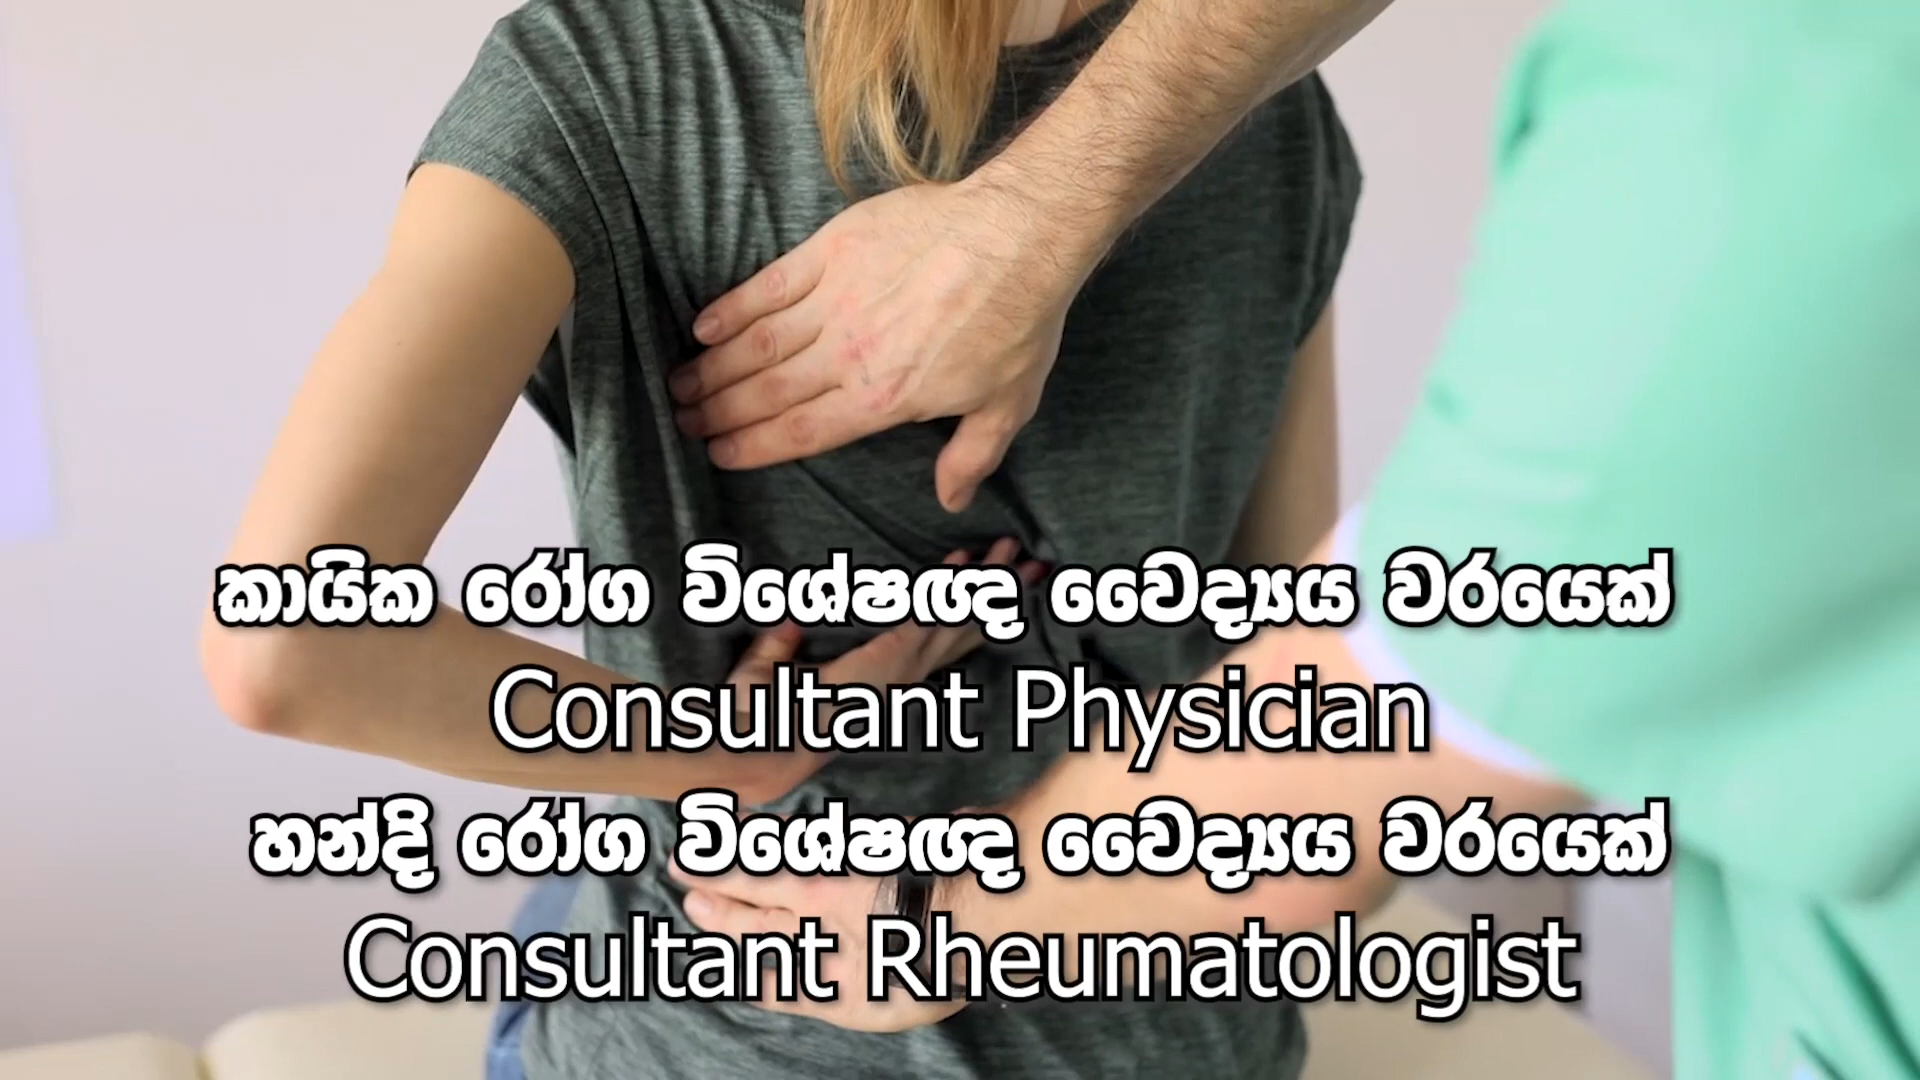 කායික රෝග විශේෂඥ වෛද්‍යය වරයෙක්
Consultant Physician
හන්දි රෝග විශේෂඥ වෛද්‍යය වරයෙක්
Consultant Rheumatologist